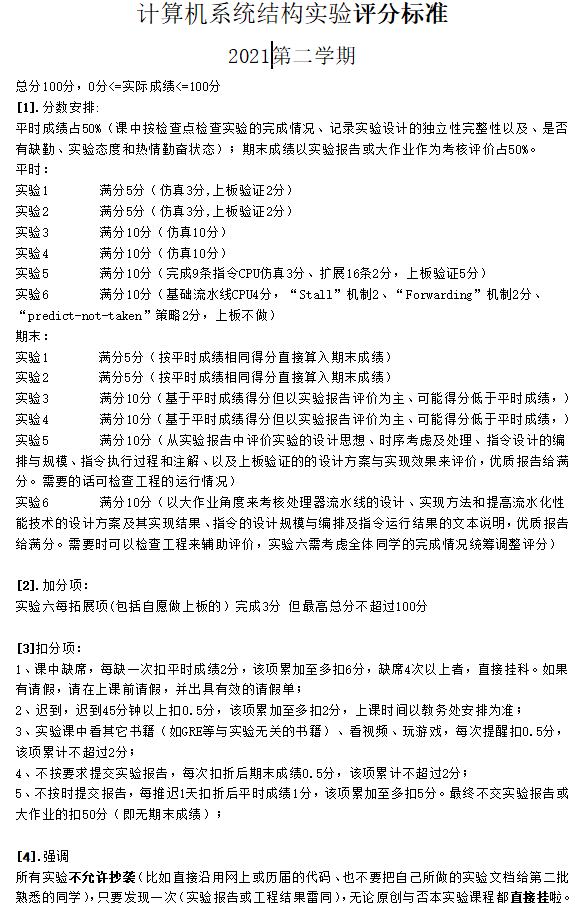 计算机系统结构实验评分标准
2021第二学期
总分100分，0分<=实际成绩<=100分
[1]. 分数安排:
平时成绩占50%（课中按检查点检查实验的完成情况、记录实验设计的独立性完整性以及、是否
有缺勤、实验态度和热情勤奋状态）；期末成绩以实验报告或大作业作为考核评价占50%。
平时：
实验1 满分5分（仿真3分,上板验证2分）
实验2 满分5分（仿真3分,上板验证2分）
实验3 满分10分（仿真10分）
实验4 满分10分（仿真10分）
实验5 满分10分（完成9条指令CPU仿真3分、扩展16条2分，上板验证5分）
实验6 满分10分（基础流水线CPU4分，“Stall”机制2、“Forwarding”机制2分、
“predict-not-taken”策略2分，上板不做）
期末：
实验1 满分5分（按平时成绩相同得分直接算入期末成绩）
实验2 满分5分（按平时成绩相同得分直接算入期末成绩）
实验3 满分10分（基于平时成绩得分但以实验报告评价为主、可能得分低于平时成绩，）
实验4 满分10分（基于平时成绩得分但以实验报告评价为主、可能得分低于平时成绩，）
实验5 满分10分（从实验报告中评价实验的设计思想、时序考虑及处理、指令设计的编
排与规模、指令执行过程和注解、以及上板验证的的设计方案与实现效果来评价，优质报告给满
分。需要的话可检查工程的运行情况）
实验6 满分10分（以大作业角度来考核处理器流水线的设计、实现方法和提高流水化性
能技术的设计方案及其实现结果、指令的设计规模与编排及指令运行结果的文本说明，优质报告
给满分。需要时可以检查工程来辅助评价，实验六需考虑全体同学的完成情况统筹调整评分）
[2]. 加分项：
实验六每拓展项(包括自愿做上板的）完成3分 但最高总分不超过100分
[3]扣分项：
1、课中缺席，每缺一次扣平时成绩2分，该项累加至多扣6分，缺席4次以上者，直接挂科。如果
有请假，请在上课前请假，并出具有效的请假单；
2、迟到，迟到45分钟以上扣0.5分，该项累加至多扣2分，上课时间以教务处安排为准；
3、实验课中看其它书籍（如GRE等与实验无关的书籍）、看视频、玩游戏，每次提醒扣0.5分，
该项累计不超过2分；
4、不按要求提交实验报告，每次扣折后期末成绩0.5分，该项累计不超过2分；
5、不按时提交报告，每推迟1天扣折后平时成绩1分，该项累加至多扣5分。最终不交实验报告或
大作业的扣50分（即无期末成绩）；
[4].强调
所有实验不允许抄袭(比如直接沿用网上或历届的代码、也不要把自己所做的实验文档给第二批
熟悉的同学),只要发现一次(实验报告或工程结果雷同),无论原创与否本实验课程都直接挂啦。